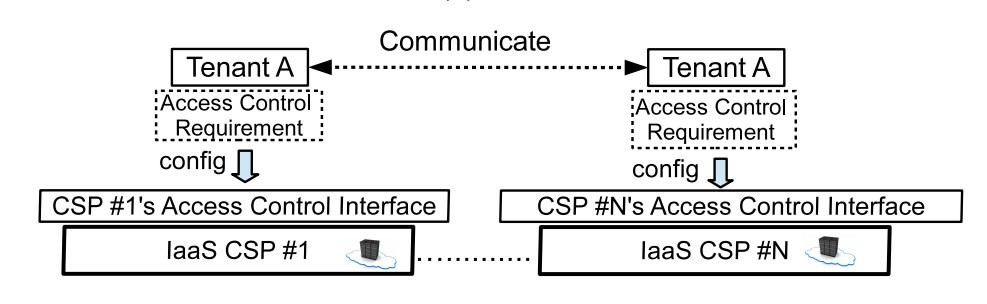 Communicate
Tenant A
Tenant A
Access Control
Requirement
Access Control
Requirement
config
config
CSP #1's Access Control Interface
CSP #N's Access Control Interface
IaaS CSP #1
IaaS CSP #N